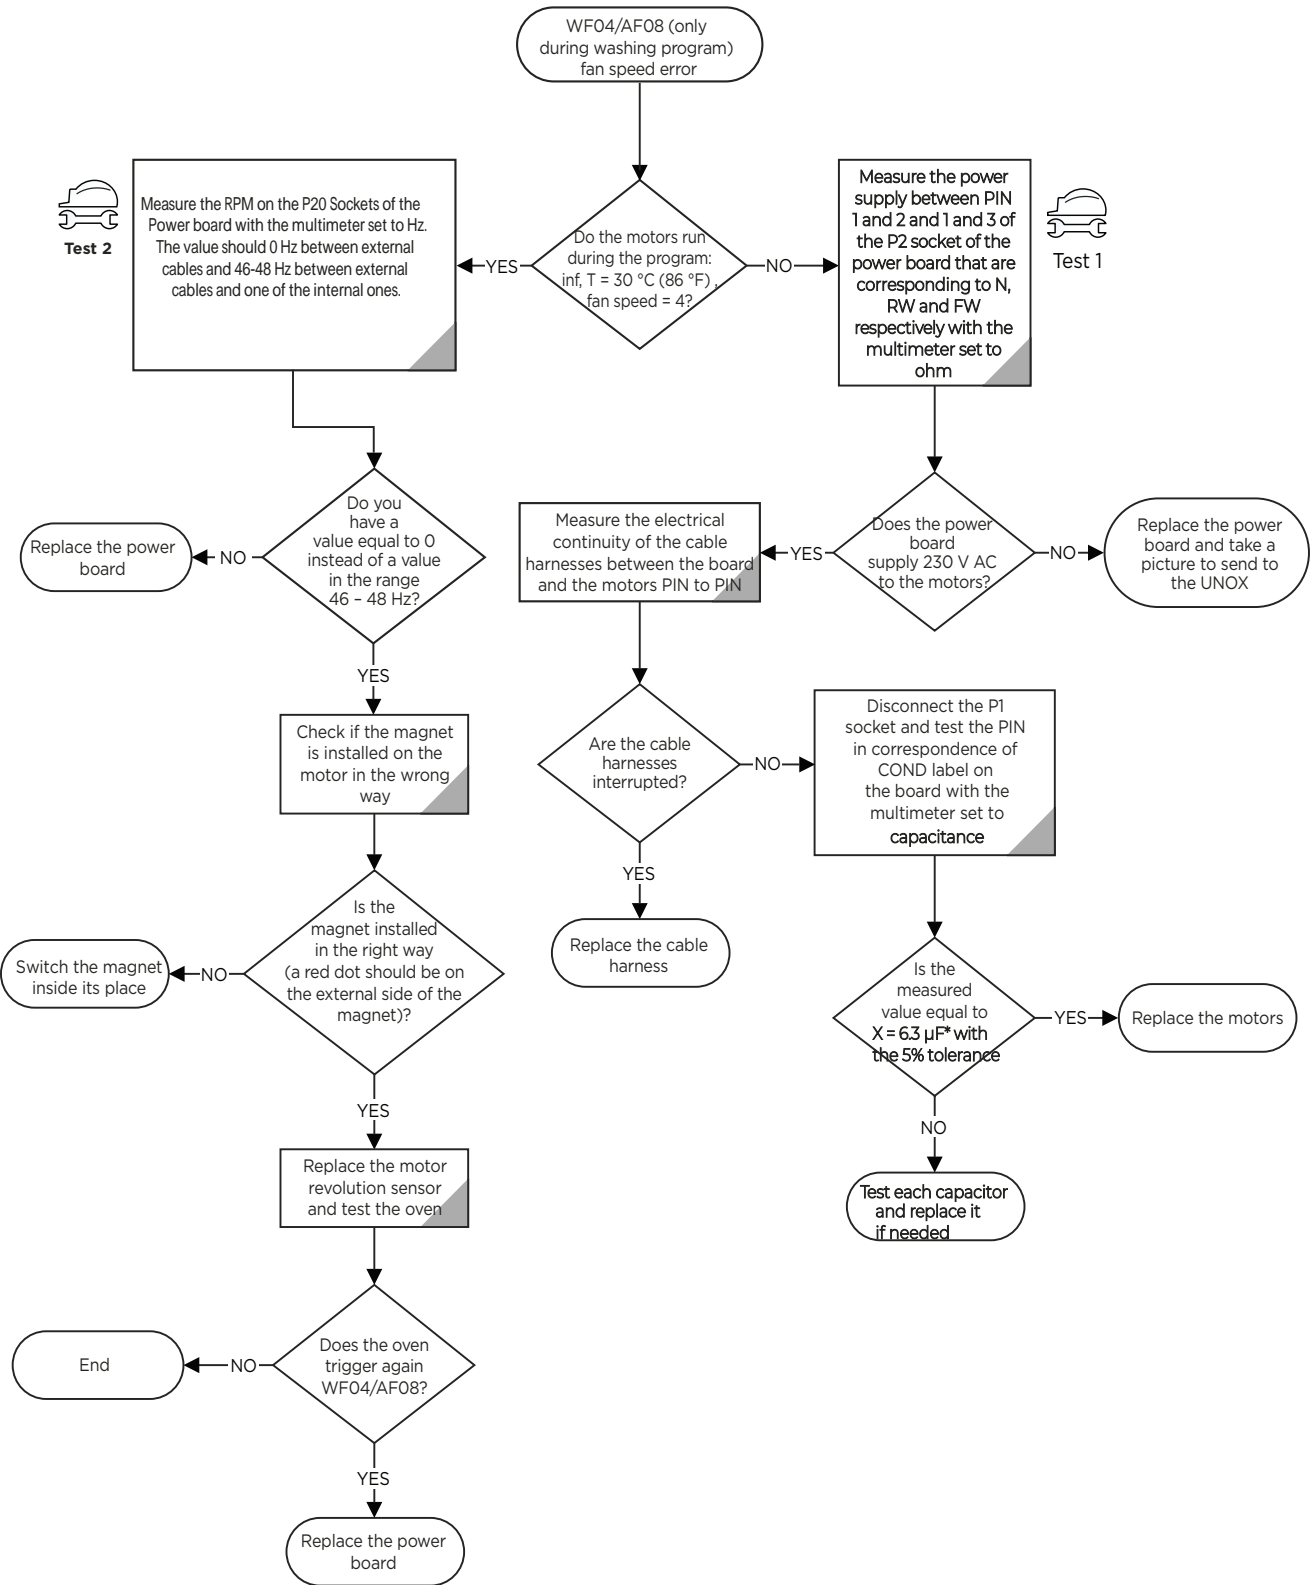 WF04/AF08 (only
during washing program)
fan speed error
Test 2
Measure the RPM on the P20 Sockets of the
Power board with the multimeter set to Hz.
The value should 0 Hz between external
cables and 46-48 Hz between external
cables and one of the internal ones.
YES
Do the motors run
during the program:
inf, T = 30 °C (86 °F) ,
fan speed = 4?
NO
Measure the power
supply between PIN
1 and 2 and 1 and 3 of
the P2 socket of the
power board that are
corresponding to N,
RW and FW
respectively with the
multimeter set to
ohm
Test 1
Replace the power
board
NO
Do you
have a
value equal to 0
instead of a value
in the range
46 – 48 Hz?
Measure the electrical
continuity of the cable
harnesses between the board
and the motors PIN to PIN
YES
Does the power
board
supply 230 V AC
to the motors?
NO
Replace the power
board and take a
picture to send to
the UNOX
YES
Check if the magnet
is installed on the
motor in the wrong
way
Are the cable
harnesses
interrupted?
NO
Disconnect the P1
socket and test the PIN
in correspondence of
COND label on
the board with the
multimeter set to
capacitance
YES
Replace the cable
harness
Switch the magnet
inside its place
NO
Is the
magnet installed
in the right way
(a red dot should be on
the external side of the
magnet)?
Is the
measured
value equal to
X = 6.3 µF* with
the 5% tolerance
YES
Replace the motors
YES
NO
Replace the motor
revolution sensor
and test the oven
Test each capacitor
and replace it
if needed
End
NO
Does the oven
trigger again
WF04/AF08?
YES
Replace the power
board